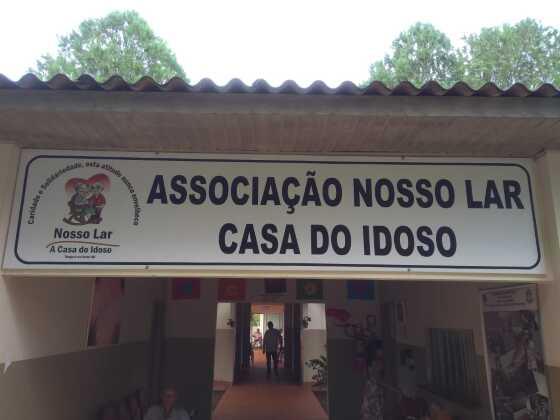 Caridade e Solidariedade, esta atitude nunca envelhece
Nosso Lar
A Casa do Idoso
ASSOCIAÇÃO NOSSO LAR
CASA DO IDOSO